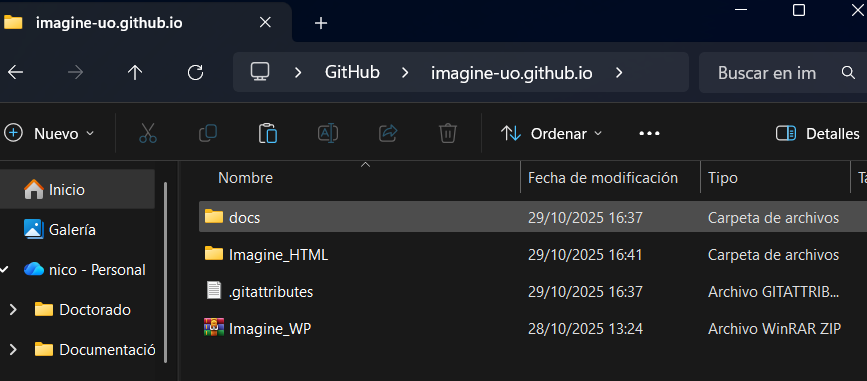 imagine-uo.github.io
GitHub imagine-uo.github.io Buscar en im
Nuevo Ordenar Detalles
Nombre Fecha de modificación Tipo Ta
Inicio
Galería
nico - Personal
Doctorado
Documentació
docs 29/10/2025 16:37 Carpeta de archivos
Imagine_HTML 29/10/2025 16:41 Carpeta de archivos
.gitattributes 29/10/2025 16:37 Archivo GITATTRIB...
Imagine_WP 28/10/2025 13:24 Archivo WinRAR ZIP